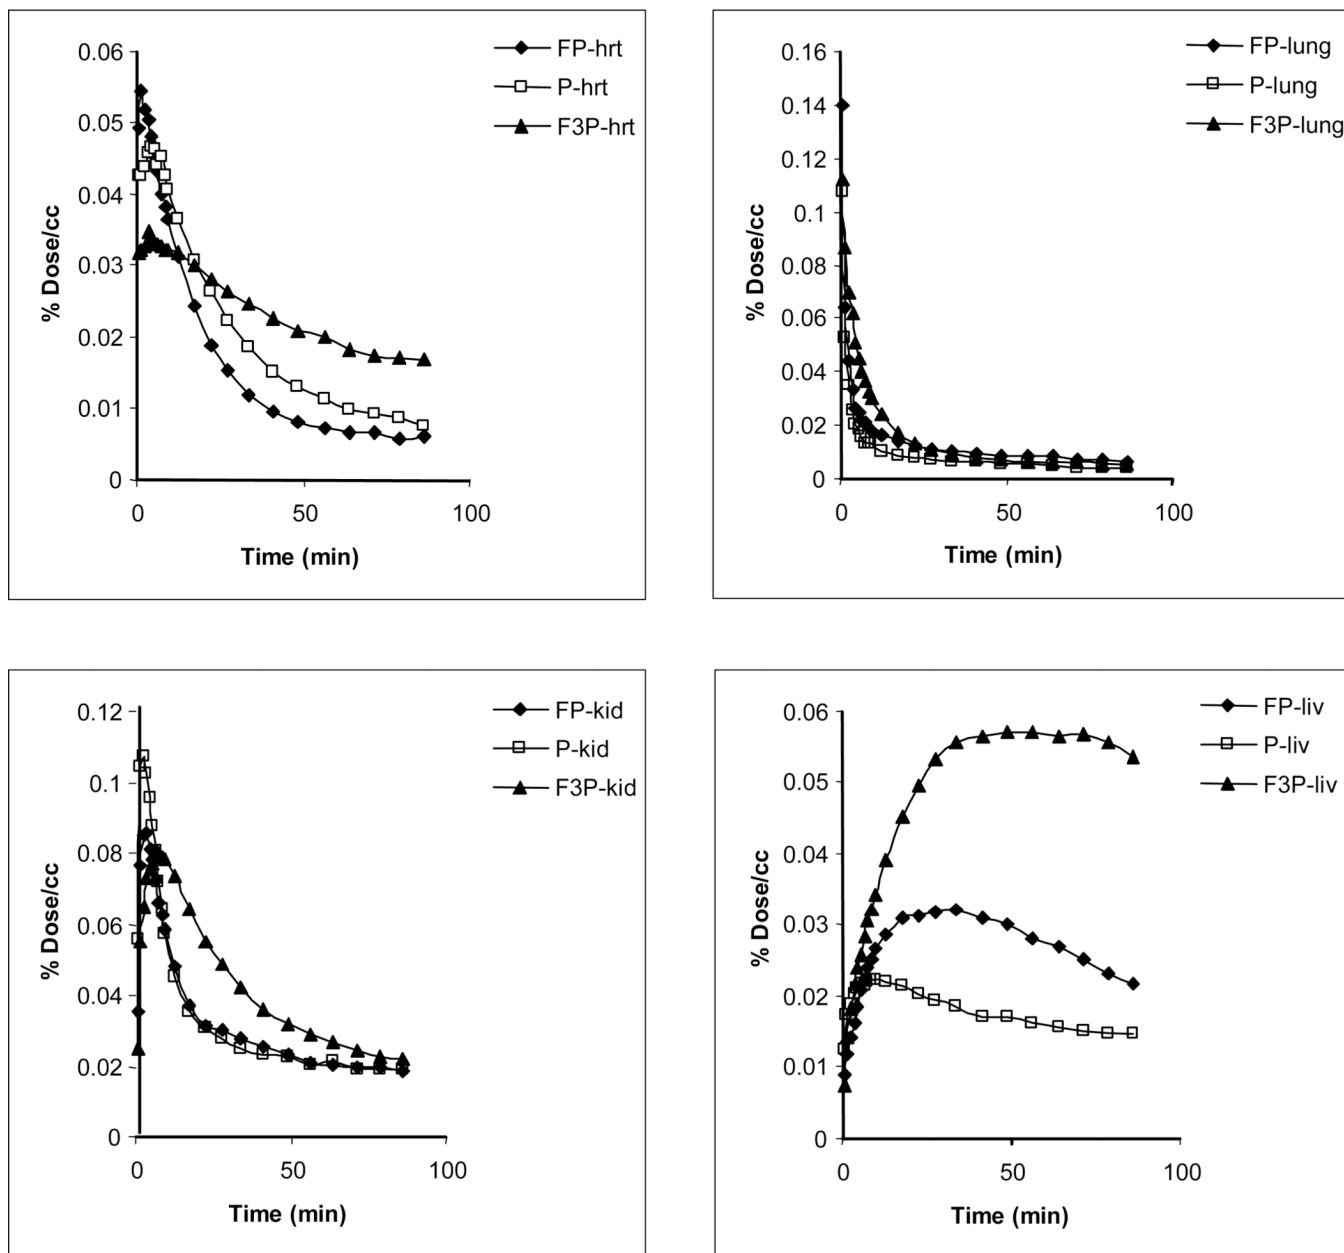 0.06
0.05
0.04
0.03
0.02
0.01
0
% Dose/cc
0 50 100
Time (min)
FP-hrt
P-hrt
F3P-hrt
0.16
0.14
0.12
0.1
0.08
0.06
0.04
0.02
0
% Dose/cc
0 50 100
Time (min)
FP-lung
P-lung
F3P-lung
0.12
0.1
0.08
0.06
0.04
0.02
0
% Dose/cc
0 50 100
Time (min)
FP-kid
P-kid
F3P-kid
0.06
0.05
0.04
0.03
0.02
0.01
0
% Dose/cc
0 50 100
Time (min)
FP-liv
P-liv
F3P-liv